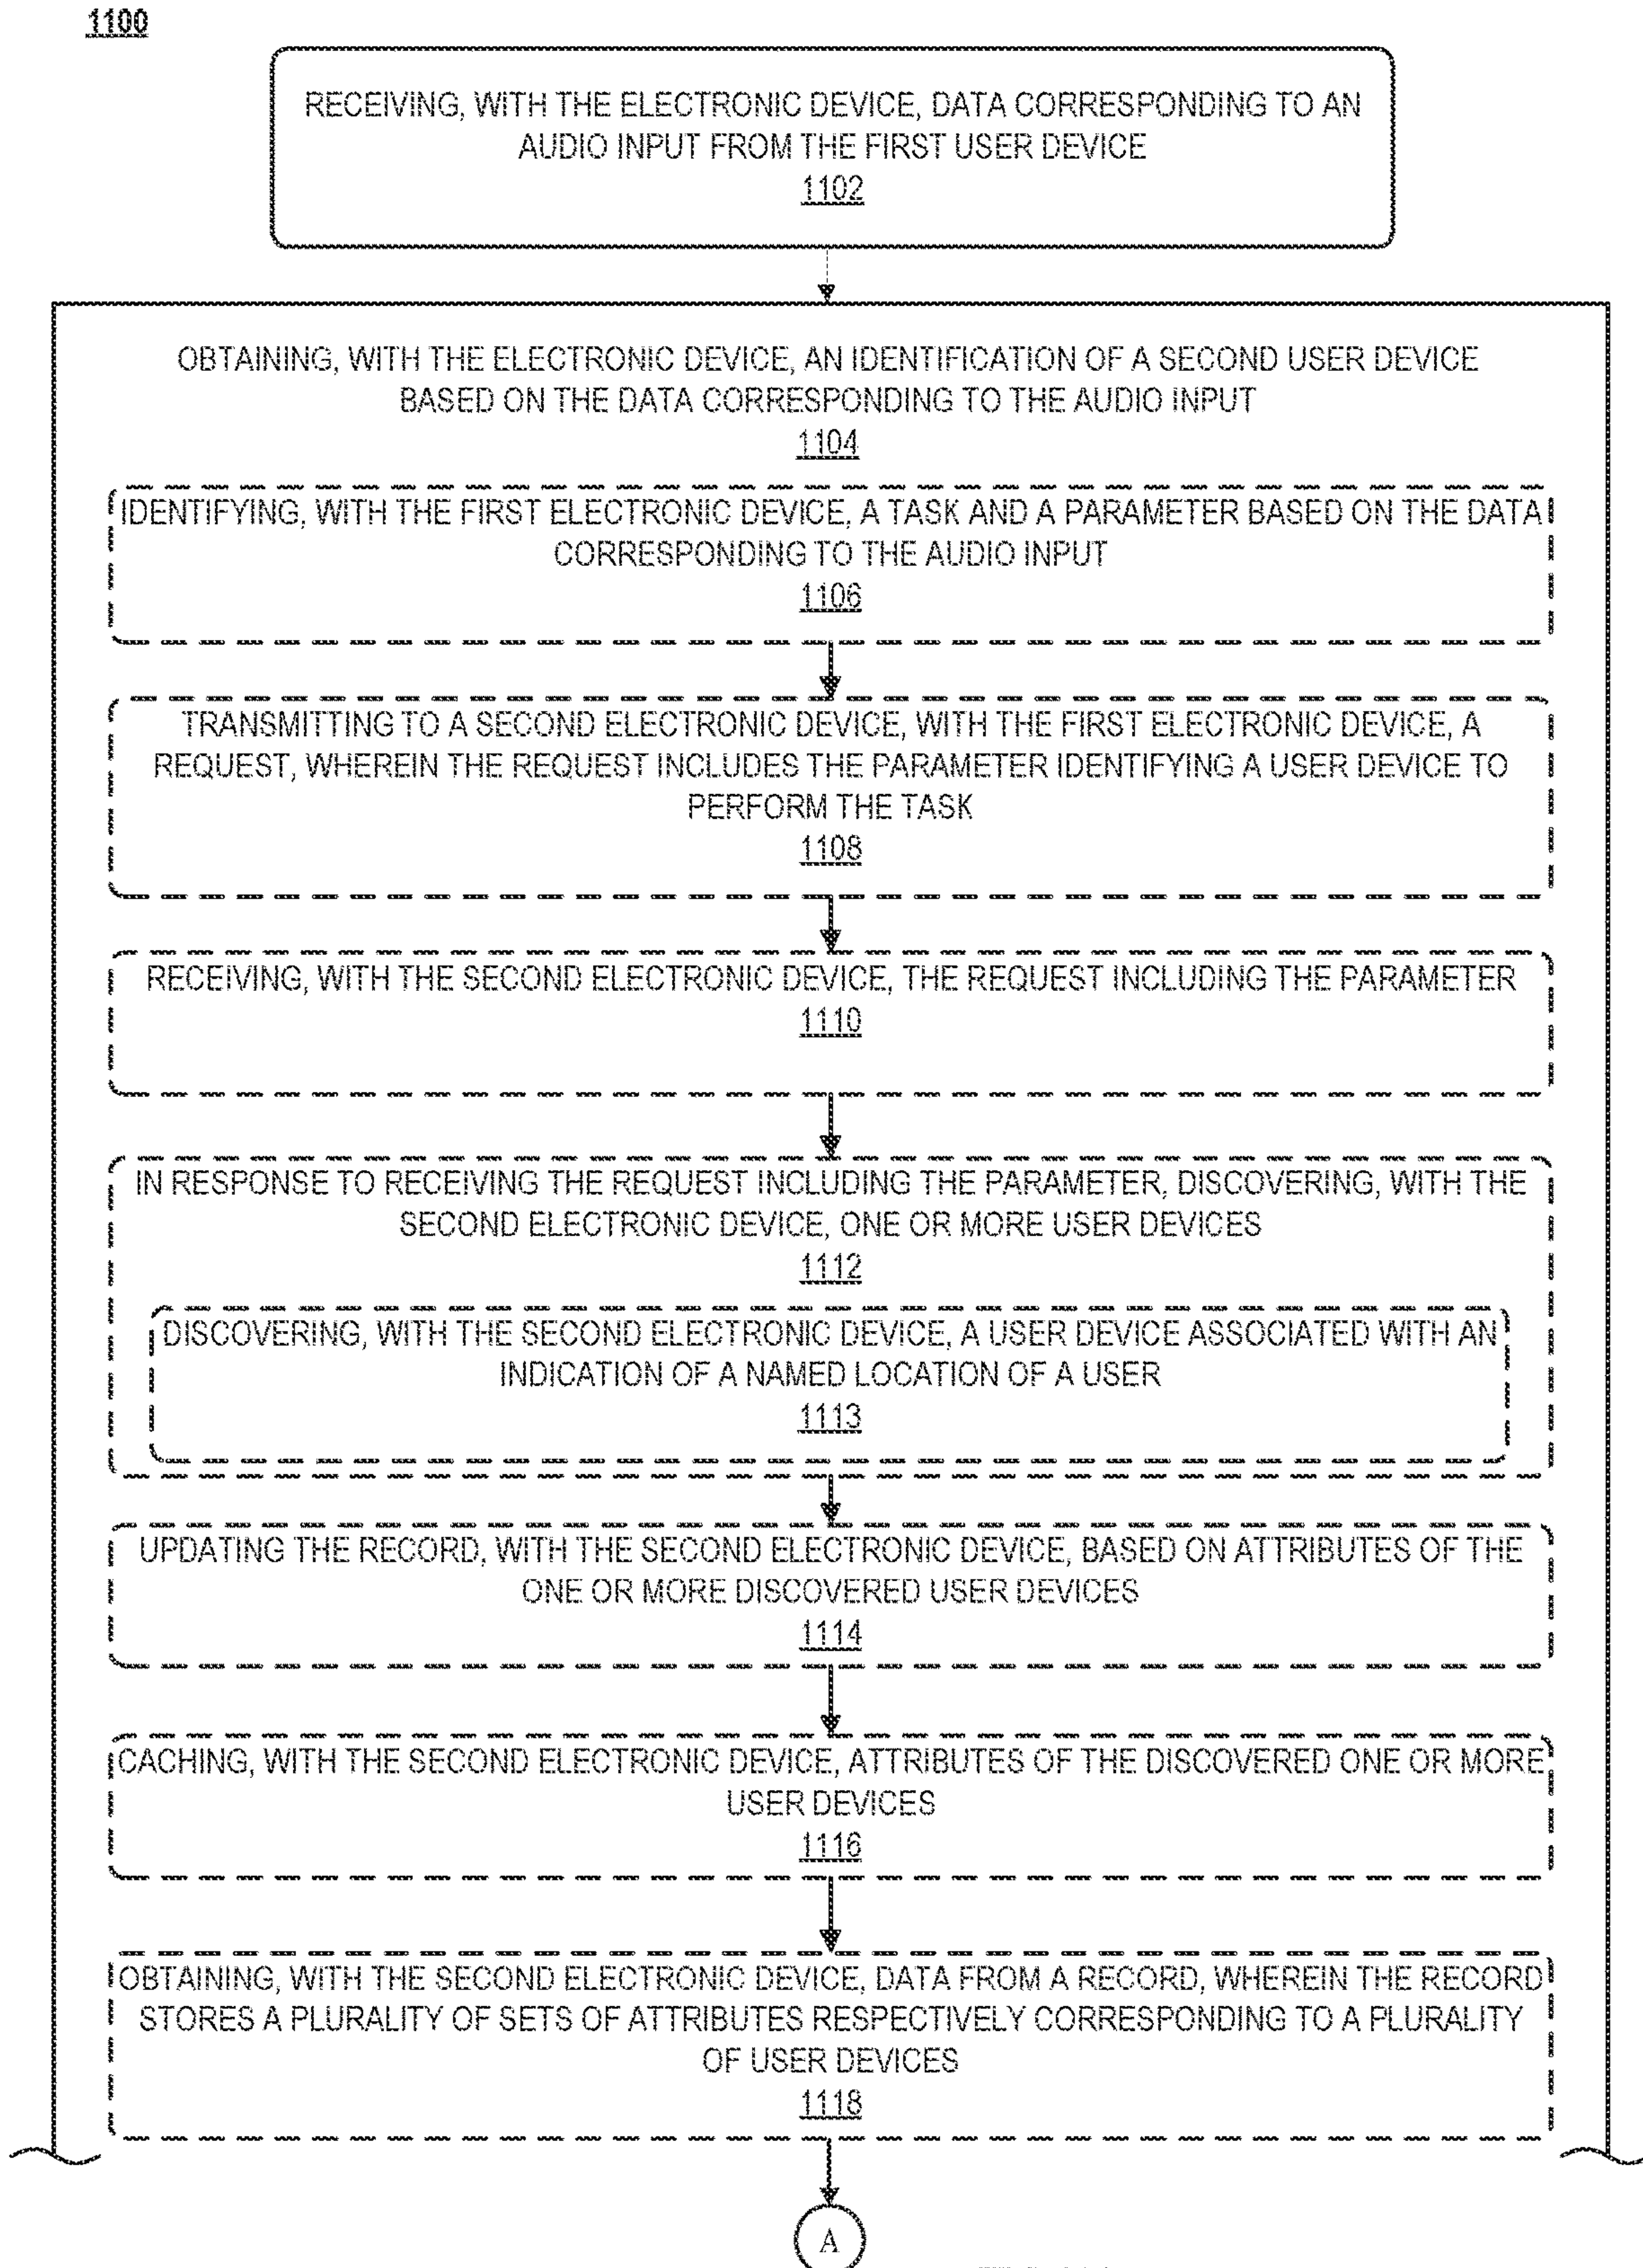 1100
RECEIVING, WITH THE ELECTRONIC DEVICE, DATA CORRESPONDING TO AN
AUDIO INPUT FROM THE FIRST USER DEVICE
1102
OBTAINING, WITH THE ELECTRONIC DEVICE, AN IDENTIFICATION OF A SECOND USER DEVICE
BASED ON THE DATA CORRESPONDING TO THE AUDIO INPUT
1104
IDENTIFYING, WITH THE FIRST ELECTRONIC DEVICE, A TASK AND A PARAMETER BASED ON THE DATA
CORRESPONDING TO THE AUDIO INPUT
1106
TRANSMITTING TO A SECOND ELECTRONIC DEVICE, WITH THE FIRST ELECTRONIC DEVICE, A
REQUEST, WHEREIN THE REQUEST INCLUDES THE PARAMETER IDENTIFYING A USER DEVICE TO
PERFORM THE TASK
1108
RECEIVING, WITH THE SECOND ELECTRONIC DEVICE, THE REQUEST INCLUDING THE PARAMETER
1110
IN RESPONSE TO RECEIVING THE REQUEST INCLUDING THE PARAMETER, DISCOVERING, WITH THE
SECOND ELECTRONIC DEVICE, ONE OR MORE USER DEVICES
1112
DISCOVERING, WITH THE SECOND ELECTRONIC DEVICE, A USER DEVICE ASSOCIATED WITH AN
INDICATION OF A NAMED LOCATION OF A USER
1113
UPDATING THE RECORD, WITH THE SECOND ELECTRONIC DEVICE, BASED ON ATTRIBUTES OF THE
ONE OR MORE DISCOVERED USER DEVICES
1114
CACHING, WITH THE SECOND ELECTRONIC DEVICE, ATTRIBUTES OF THE DISCOVERED ONE OR MORE
USER DEVICES
1116
OBTAINING, WITH THE SECOND ELECTRONIC DEVICE, DATA FROM A RECORD, WHEREIN THE RECORD
STORES A PLURALITY OF SETS OF ATTRIBUTES RESPECTIVELY CORRESPONDING TO A PLURALITY
OF USER DEVICES
1118
A